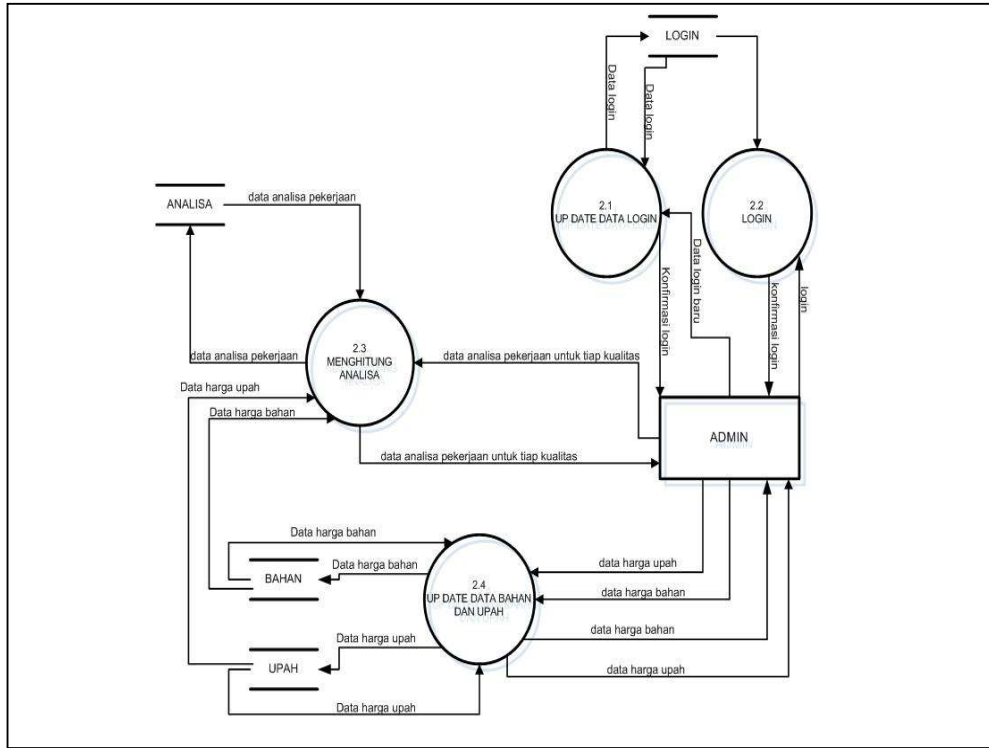 LOGIN
Data login
Data login
2.1
UP DATE DATA LOGIN
2.2
LOGIN
ANALISA
data analisa pekerjaan
Konfirmasi login
Data login baru
konfirmasi login
login
2.3
MENGHITUNG
ANALISA
data analisa pekerjaan
data analisa pekerjaan untuk tiap kualitas
Data harga upah
Data harga bahan
ADMIN
data analisa pekerjaan untuk tiap kualitas
Data harga bahan
Data harga bahan
BAHAN
2.4
UP DATE DATA BAHAN
DAN UPAH
data harga upah
data harga bahan
data harga bahan
Data harga upah
UPAH
data harga upah
Data harga upah